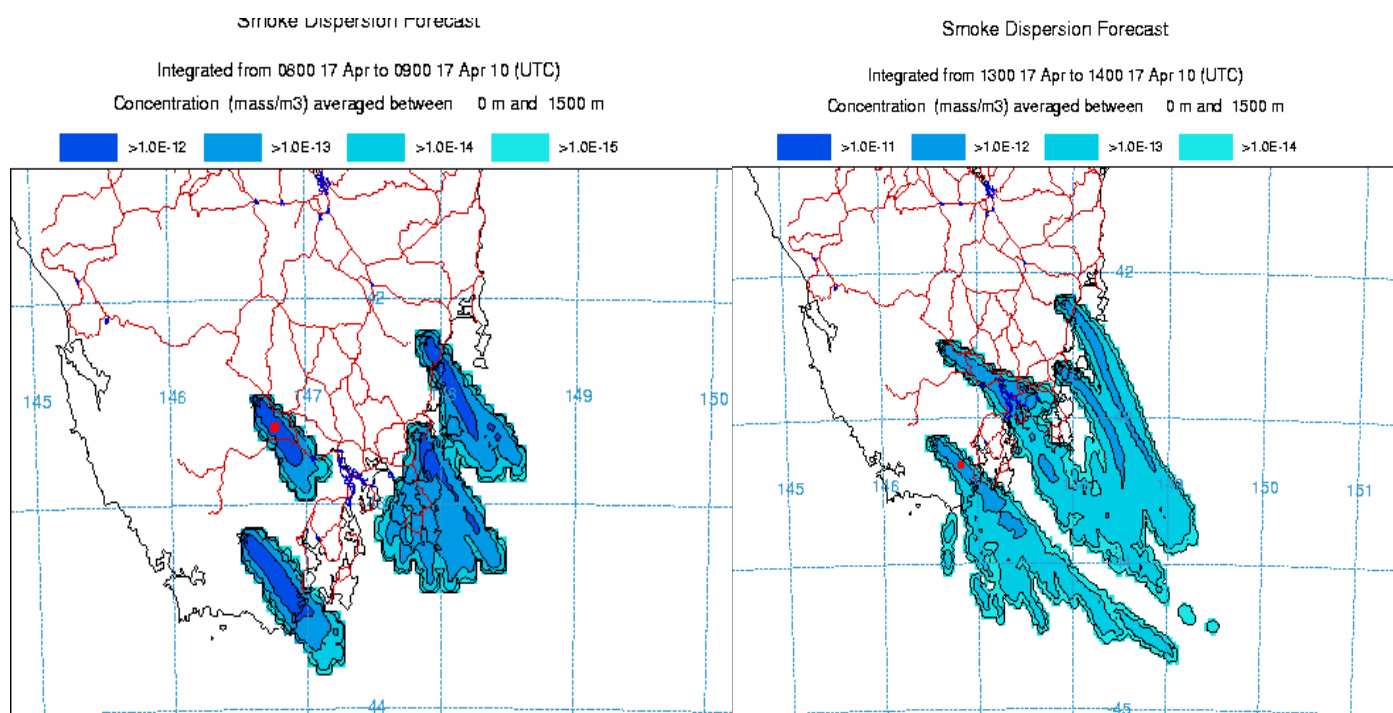 Smoke Dispersion Forecast
Integrated from 0800 17 Apr to 0900 17 Apr 10 (UTC)
Concentration (mass/m3) averaged between 0 m and 1500 m
>1.0E-12 >1.0E-13 >1.0E-14 >1.0E-15
42
145 146 147 148 149 150
44
Smoke Dispersion Forecast
Integrated from 1300 17 Apr to 1400 17 Apr 10 (UTC)
Concentration (mass/m3) averaged between 0 m and 1500 m
>1.0E-11 >1.0E-12 >1.0E-13 >1.0E-14
42
145 146 150 151
44
45